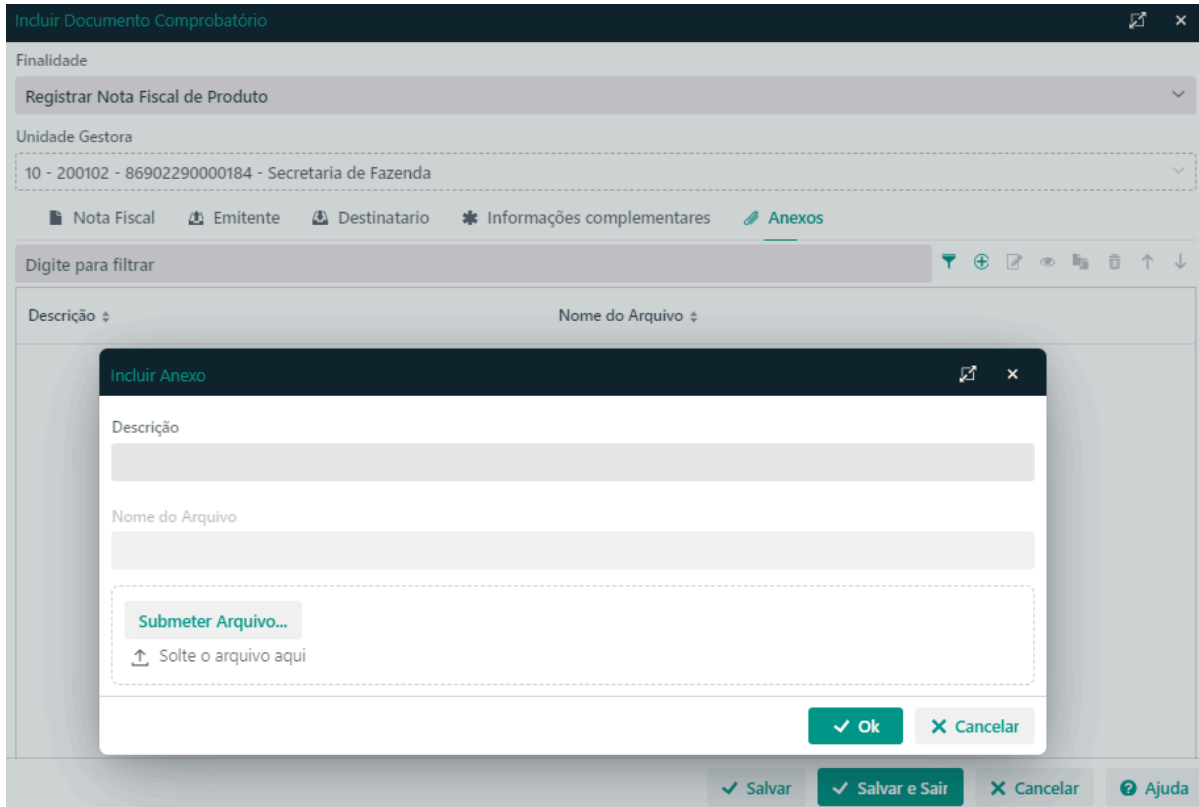 Incluir Documento Comprobatório
Finalidade
Registrar Nota Fiscal de Produto
Unidade Gestora
10 - 200102 - 86902290000184 - Secretaria de Fazenda
Nota Fiscal Emitente Destinatario Informações complementares Anexos
Digite para filtrar
Descrição Nome do Arquivo
Incluir Anexo
Descrição
Nome do Arquivo
Submeter Arquivo...
Solte o arquivo aqui
Ok Cancelar
Salvar Salvar e Sair Cancelar Ajuda